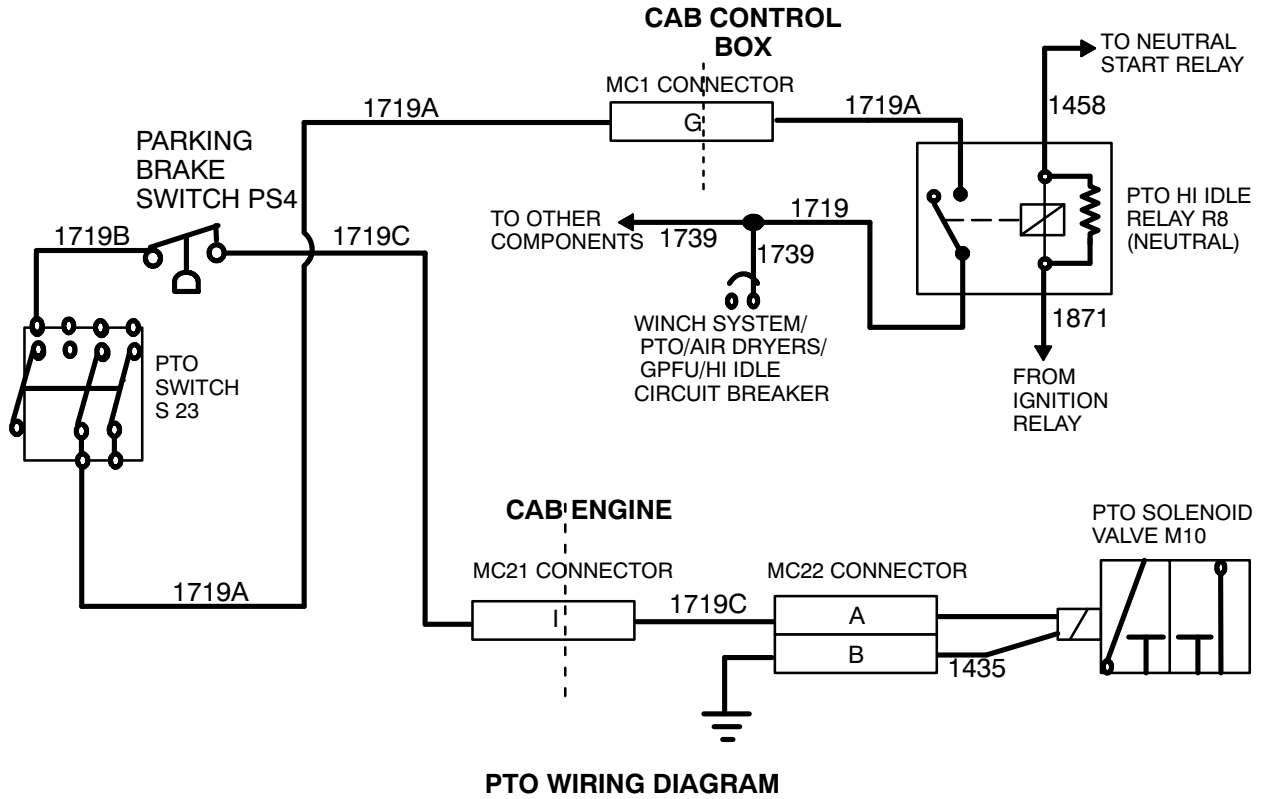 CAB CONTROL
BOX
MC1 CONNECTOR
G
1719A
1719A
TO NEUTRAL
START RELAY
1458
PARKING
BRAKE
SWITCH PS4
1719B
1719C
TO OTHER
COMPONENTS
1739
1719
1739
PTO HI IDLE
RELAY R8
(NEUTRAL)
WINCH SYSTEM/
PTO/AIR DRYERS/
GPFU/HI IDLE
CIRCUIT BREAKER
1871
FROM
IGNITION
RELAY
PTO
SWITCH
S 23
1719A
CAB ENGINE
MC21 CONNECTOR
I
1719C
MC22 CONNECTOR
A
B
1435
PTO SOLENOID
VALVE M10
PTO WIRING DIAGRAM